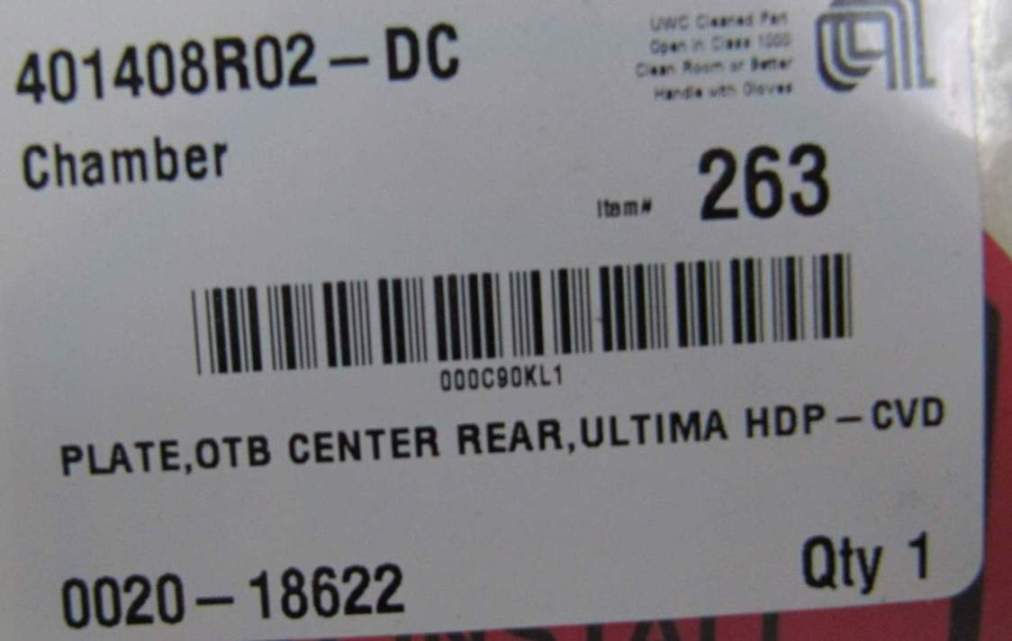 401408R02-DC
UWC Cleaned Part
Open in Class 1000
Clean Room or Better
Handle with Gloves
Chamber
Item# 263
000C90KL1
PLATE,OTB CENTER REAR,ULTIMA HDP-CVD
0020-18622
Qty 1
INSTALL